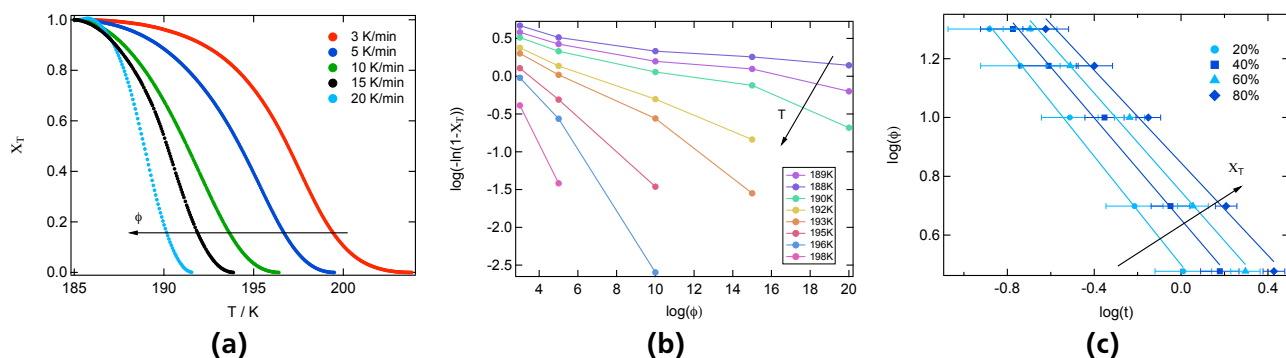 1.0
0.8
0.6
0.4
0.2
0.0
X_T
185
190
195
200
T / K
3 K/min
5 K/min
10 K/min
15 K/min
20 K/min
ϕ
(a)
0.5
0.0
-0.5
-1.0
-1.5
-2.0
-2.5
log(-ln(1-X_T))
4
6
8
10
12
14
16
18
20
log(ϕ)
T
189K
188K
190K
192K
193K
195K
196K
198K
(b)
1.2
1.0
0.8
0.6
log(ϕ)
-0.8
-0.4
0.0
0.4
log(t)
20%
40%
60%
80%
X_T
(c)